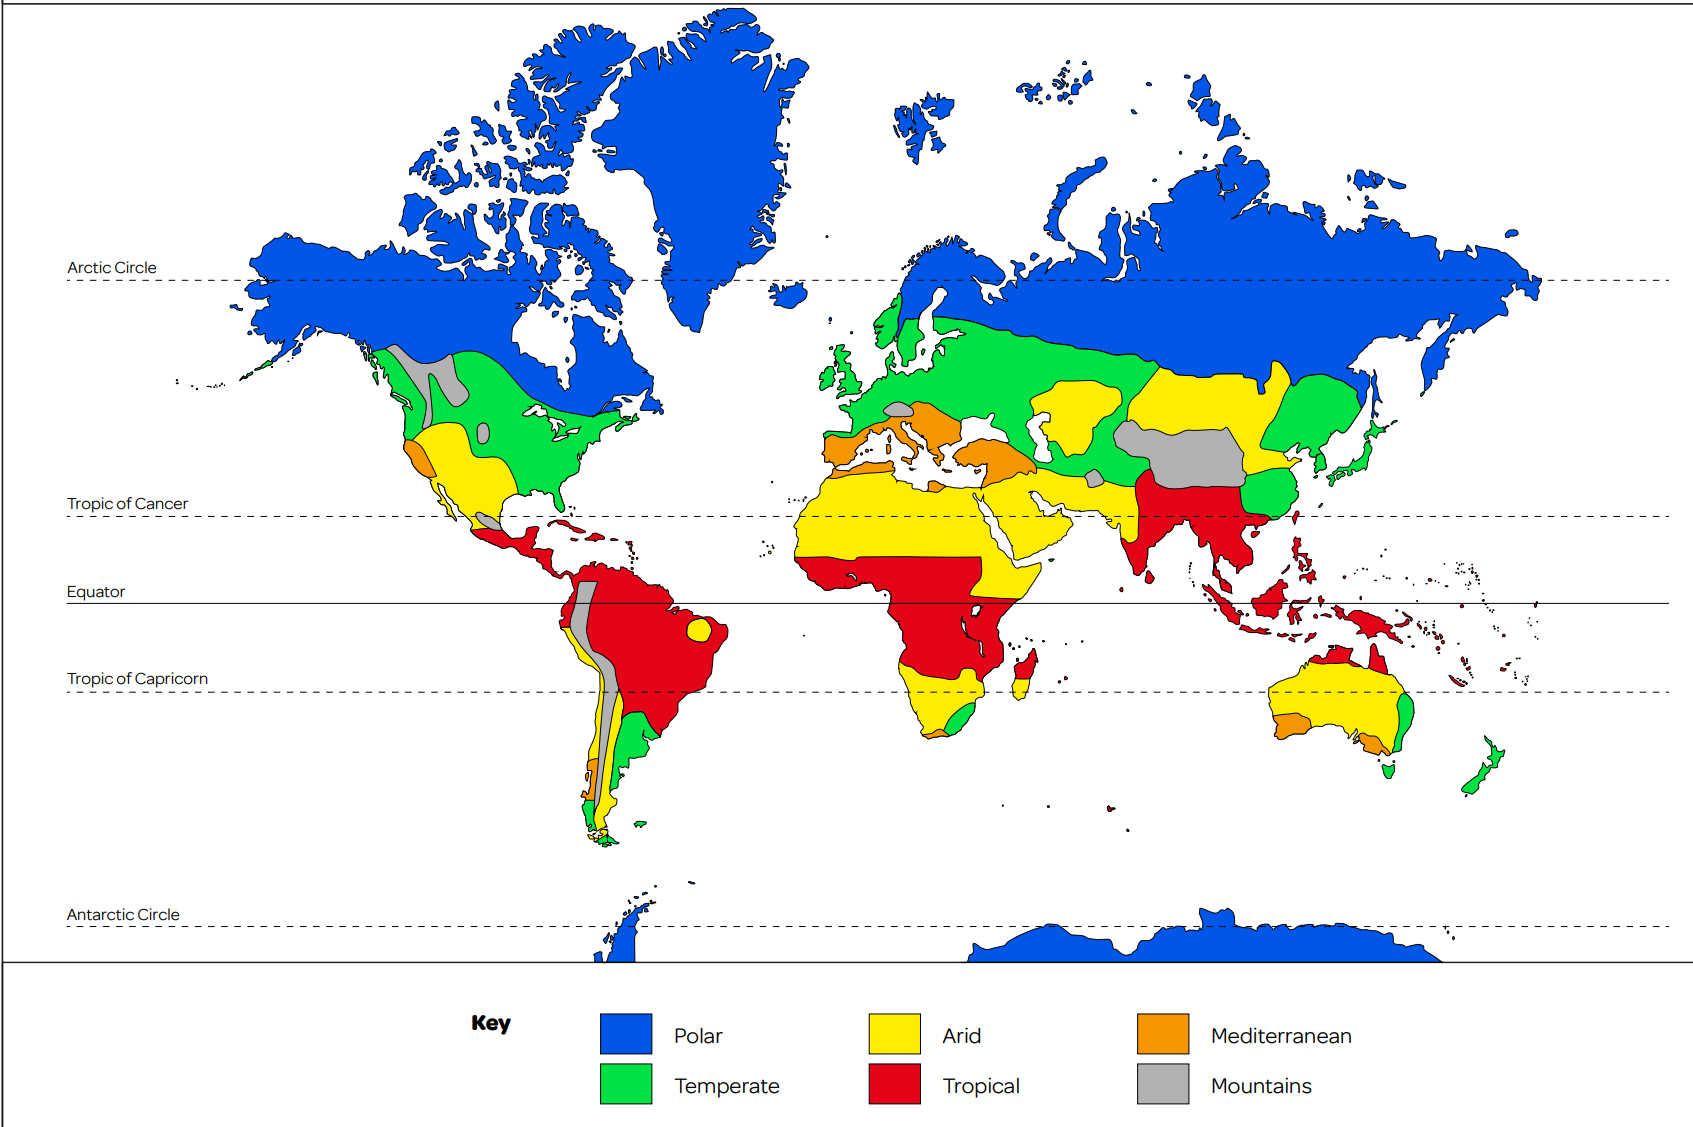 Arctic Circle
Tropic of Cancer
Equator
Tropic of Capricorn
Antarctic Circle
Key
Polar
Arid
Mediterranean
Temperate
Tropical
Mountains